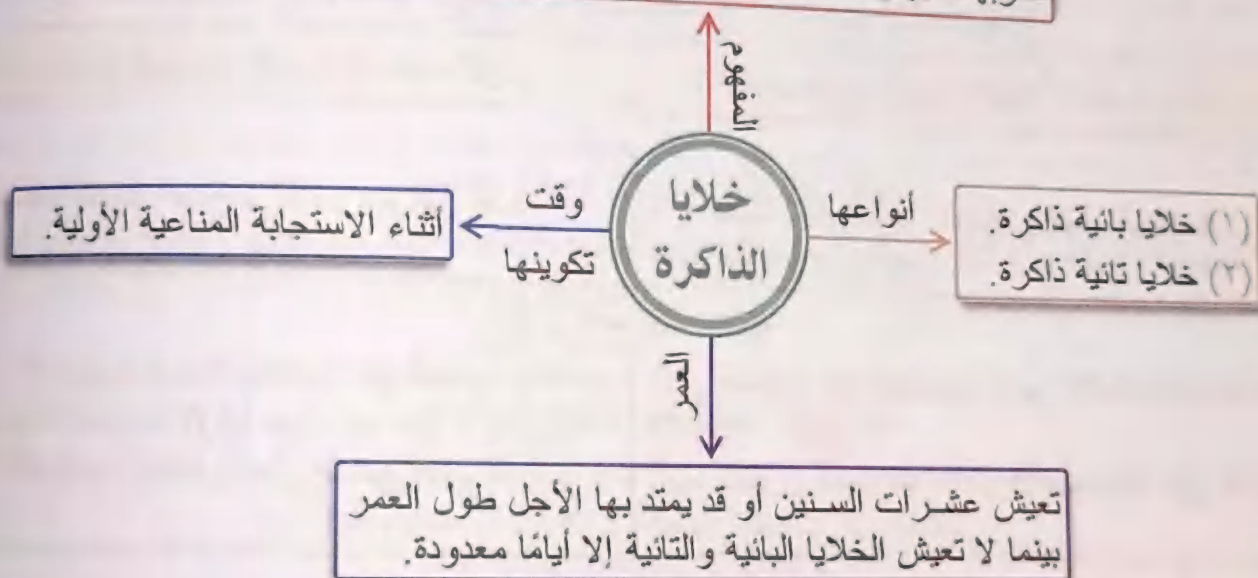 المفهوم
خلايا
الذاكرة
أنواعها
(١) خلايا بائية ذاكرة.
(٢) خلايا تائية ذاكرة.
وقت
تكوينها
أثناء الاستجابة المناعية الأولية.
العمر
تعيش عشرات السنين أو قد يمتد بها الأجل طول العمر
بينما لا تعيش الخلايا البائية والتائية إلا أيامًا معدودة.